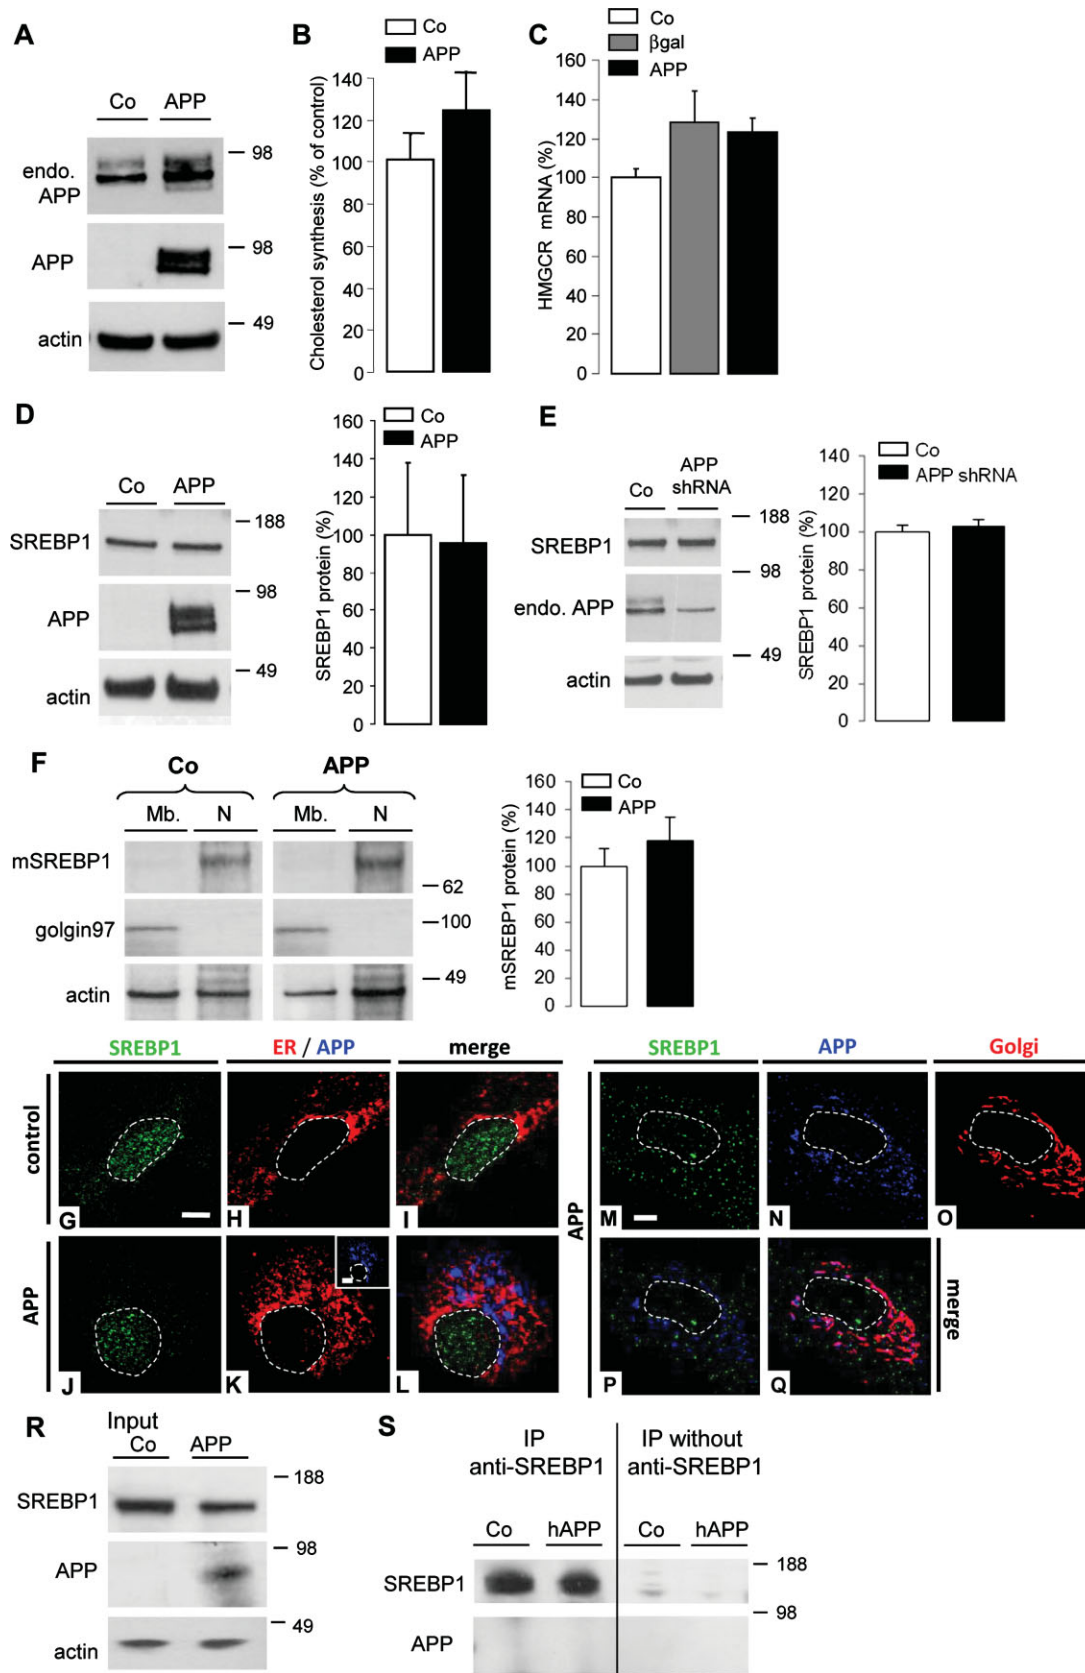 A
Co APP
endo. APP
98
APP
98
actin
49
B
Co
APP
Cholesterol synthesis (% of control)
140
120
100
80
60
40
20
0
C
Co
βgal
APP
HMGCR mRNA (%)
160
140
120
100
80
60
40
20
0
D
Co APP
SREBP1
188
APP
98
actin
49
Co
APP
SREBP1 protein (%)
160
140
120
100
80
60
40
20
0
E
Co
APP
shRNA
SREBP1
188
98
endo. APP
49
actin
Co
APP shRNA
SREBP1 protein (%)
140
120
100
80
60
40
20
0
F
Co APP
Mb. N Mb. N
mSREBP1
62
golgin97
100
actin
49
Co
APP
mSREBP1 protein (%)
160
140
120
100
80
60
40
20
0
SREBP1 ER / APP merge
control
G H I
APP
J K L
SREBP1 APP Golgi
APP
M N O
merge
P Q
R
Input
Co APP
SREBP1
188
APP
98
actin
49
S
IP
anti-SREBP1
IP without
anti-SREBP1
Co hAPP Co hAPP
SREBP1
188
98
APP